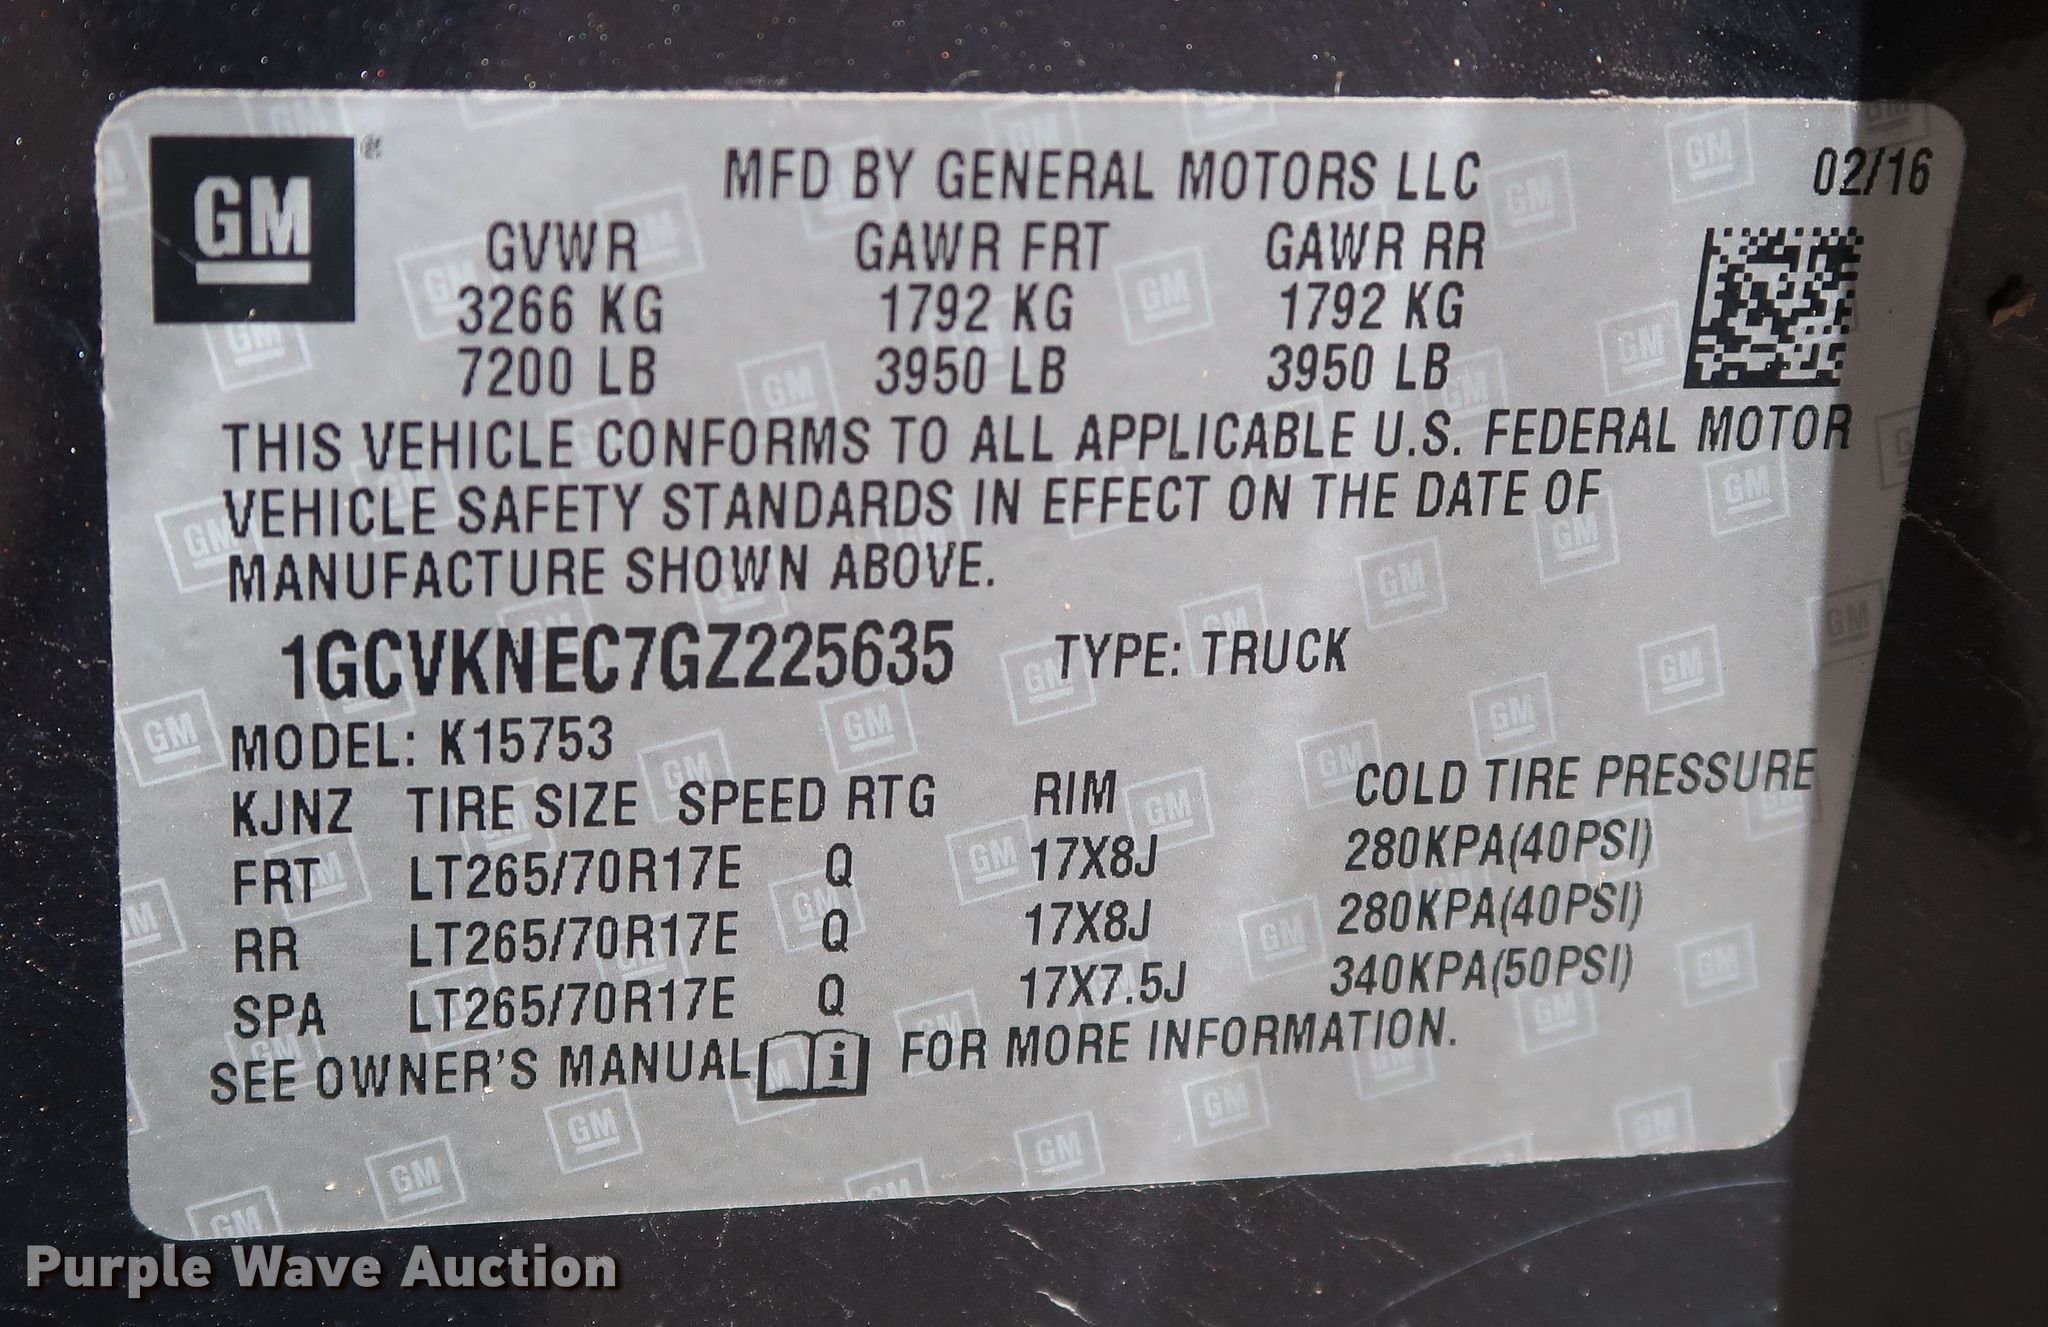 GM
MFD BY GENERAL MOTORS LLC 02/16
GVWR GAWR FRT GAWR RR
3266 KG 1792 KG 1792 KG
7200 LB 3950 LB 3950 LB
THIS VEHICLE CONFORMS TO ALL APPLICABLE U.S. FEDERAL MOTOR
VEHICLE SAFETY STANDARDS IN EFFECT ON THE DATE OF
MANUFACTURE SHOWN ABOVE.
1GCVKNEC7GZ225635 TYPE: TRUCK
MODEL: K15753
KJNZ TIRE SIZE SPEED RTG RIM COLD TIRE PRESSURE
FRT LT265/70R17E Q 17X8J 280KPA(40PSI)
RR LT265/70R17E Q 17X8J 280KPA(40PSI)
SPA LT265/70R17E Q 17X7.5J 340KPA(50PSI)
SEE OWNER'S MANUAL i FOR MORE INFORMATION.
Purple Wave Auction